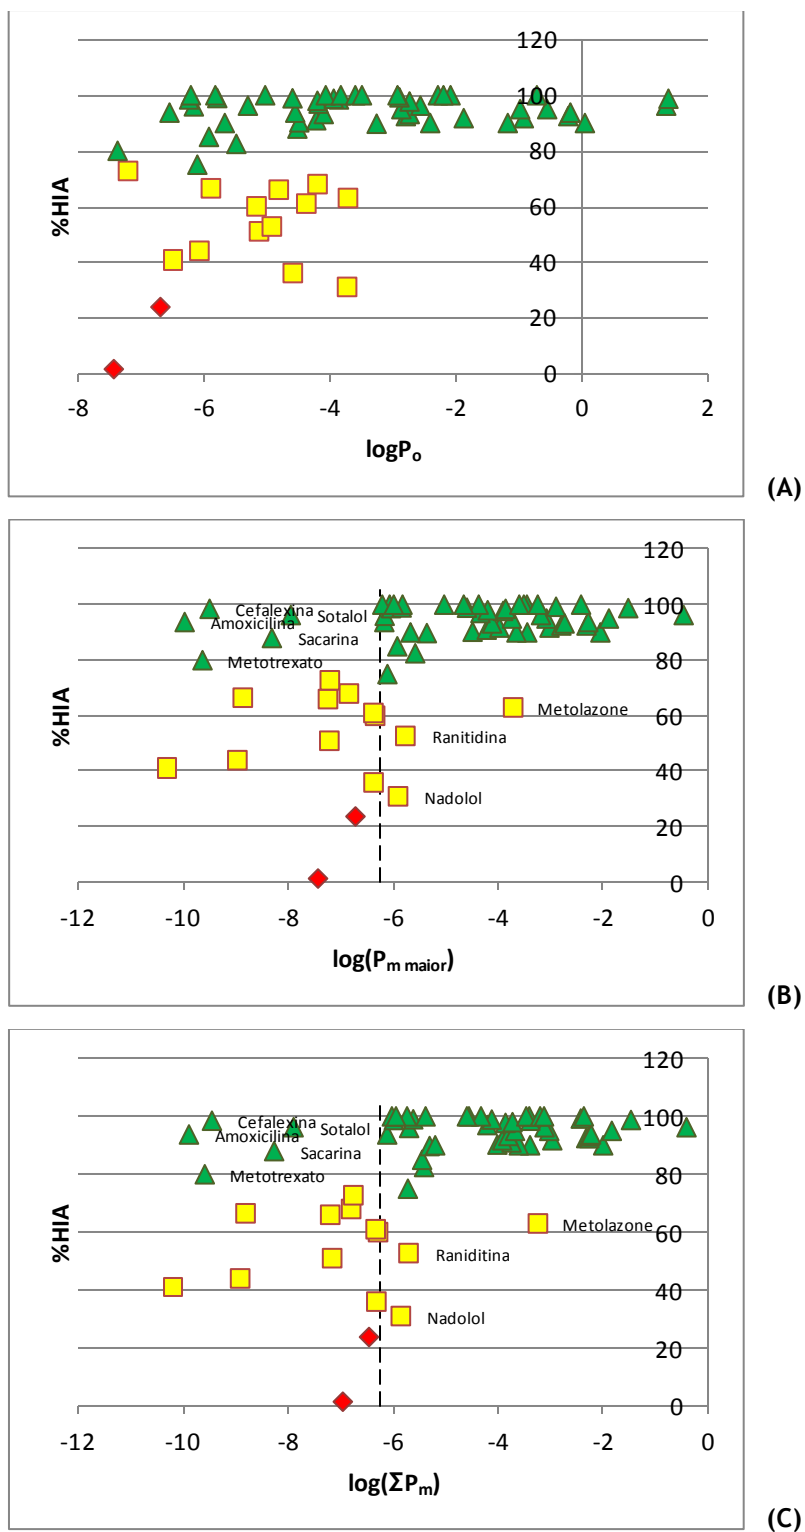 120
100
80
60
40
20
0
%HIA
-8 -6 -4 -2 0 2
logPo
(A)
120
100
80
60
40
20
0
%HIA
Cefalexina
Sotalol
Amoxicilina
Sacarina
Metotrexato
Metolazone
Ranitidina
Nadolol
-12 -10 -8 -6 -4 -2 0
log(Pm maior)
(B)
120
100
80
60
40
20
0
%HIA
Cefalexina
Sotalol
Amoxicilina
Sacarina
Metotrexato
Metolazone
Raniditina
Nadolol
-12 -10 -8 -6 -4 -2 0
log(ΣPm)
(C)